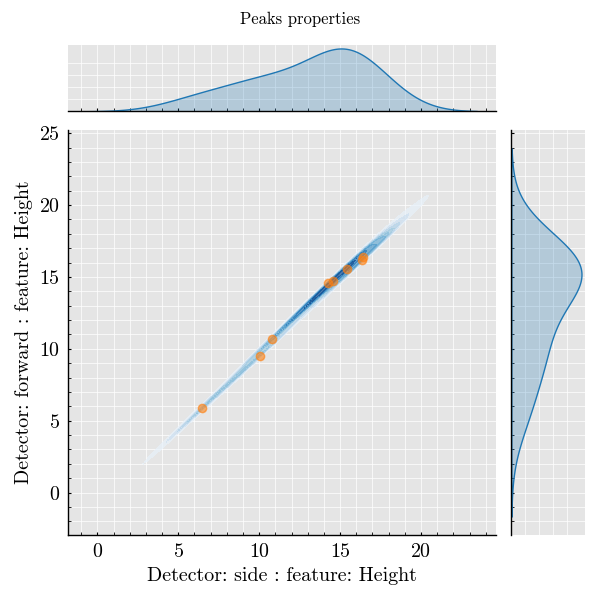 Peaks properties
25
20
15
10
5
0
Detector: forward : feature: Height
0 5 10 15 20
Detector: side : feature: Height